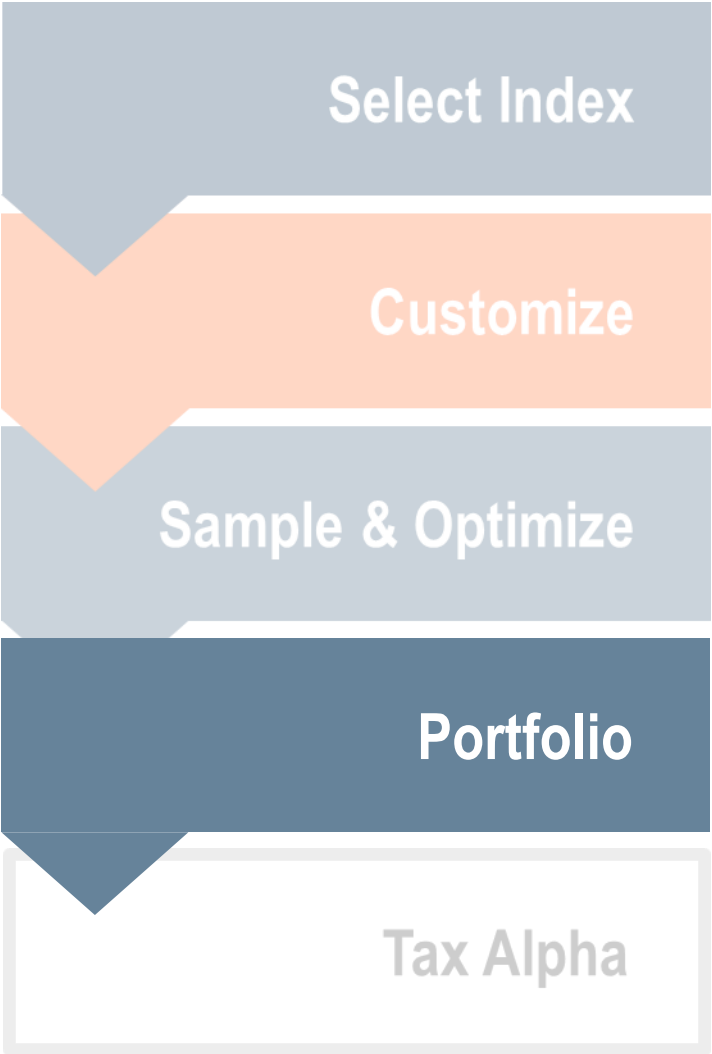 Select Index
Customize
Sample & Optimize
Portfolio
Tax Alpha